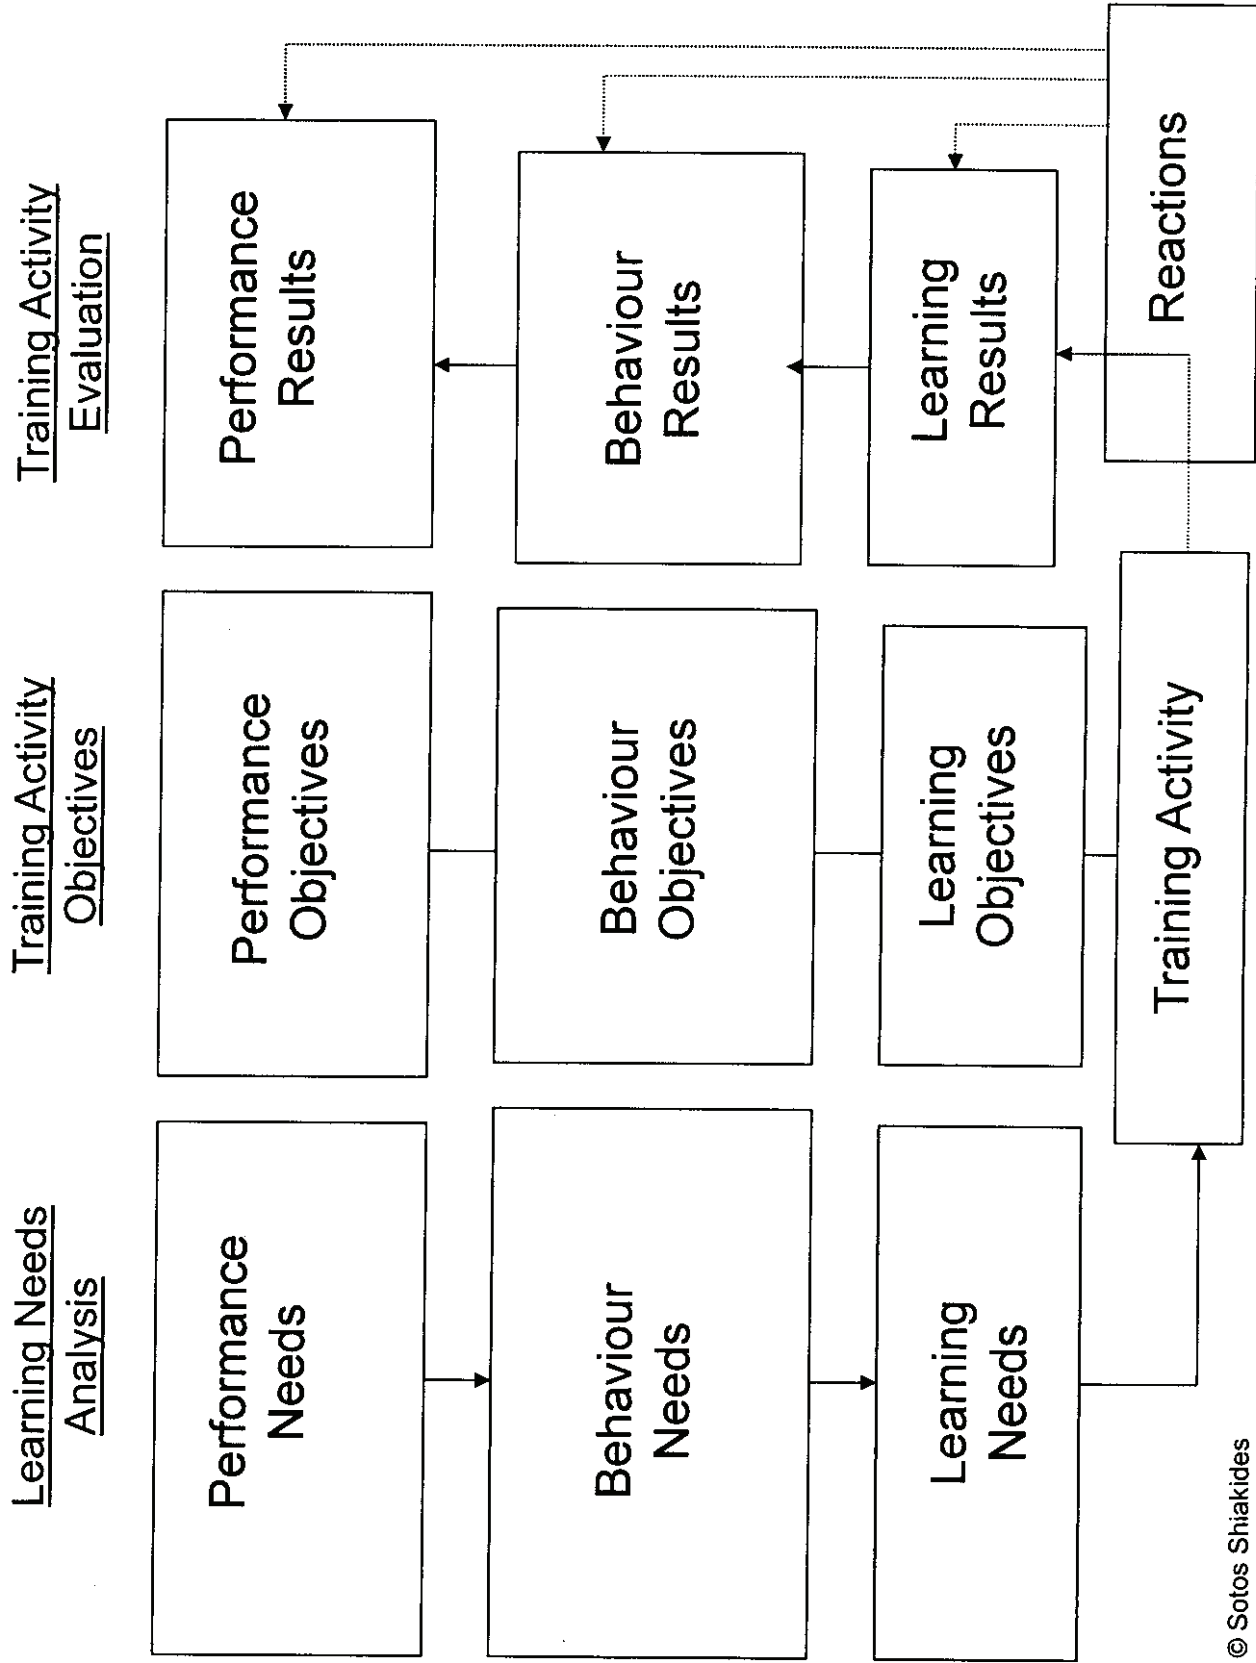 Learning Needs
Analysis
Training Activity
Objectives
Training Activity
Evaluation
Performance
Needs
Performance
Objectives
Performance
Results
Behaviour
Needs
Behaviour
Objectives
Behaviour
Results
Learning
Needs
Learning
Objectives
Learning
Results
Training Activity
Reactions
© Sotos Shiakides